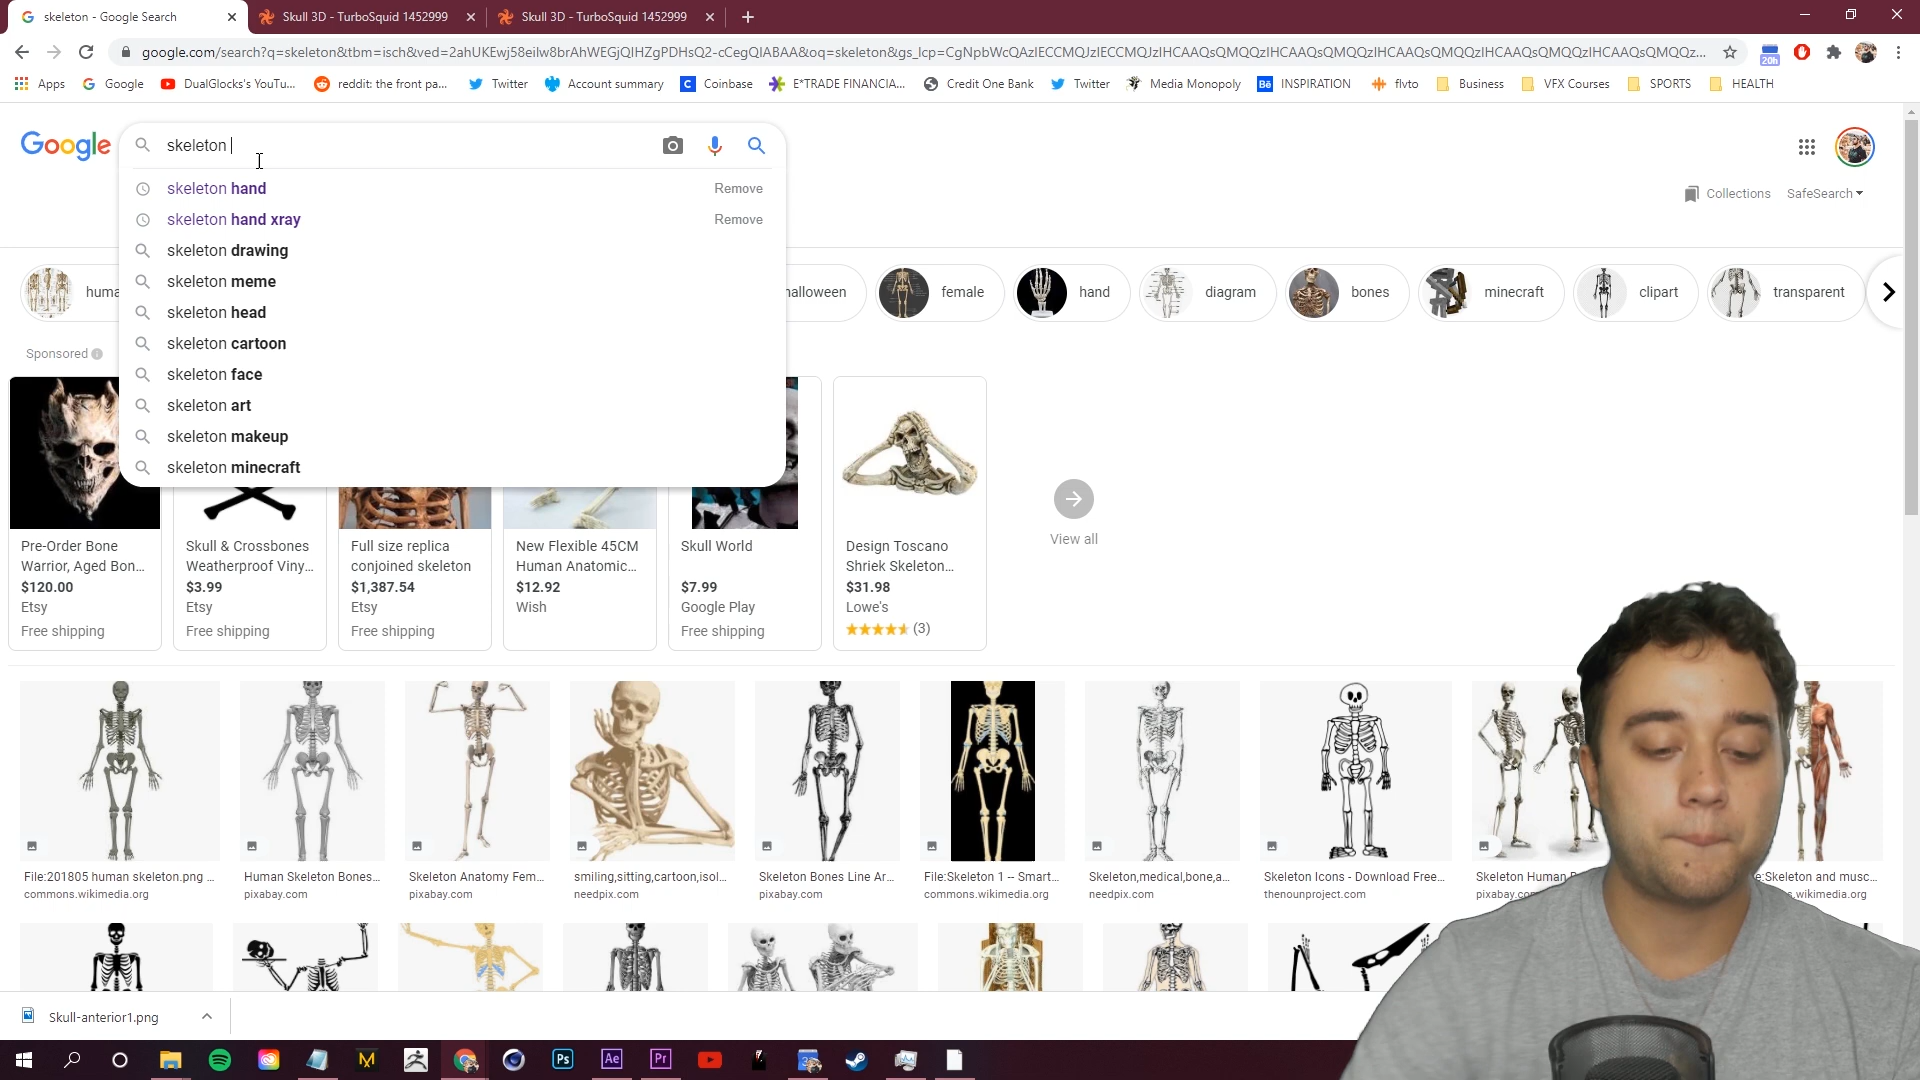 skeleton - Google Search
Skull 3D - TurboSquid 1452999
Skull 3D - TurboSquid 1452999
google.com/search?q=skeleton&tbm=isch&ved=2ahUKEwj58eilw8brAhWEGjQIHZgPDHsQ2-cCegQIABAA&oq=skeleton&gs_lcp=CgNpbWcQAzIECCMQJzIECCMQJzIHCAAQsQMQQzIHCAAQsQMQQzIHCAAQsQMQQzIHCAAQsQMQQzIHCAAQsQMQQz...
20h
Apps
Google
DualGlocks's YouTu...
reddit: the front pa...
Twitter
Account summary
Coinbase
E*TRADE FINANCIA...
Credit One Bank
Twitter
Media Monopoly
INSPIRATION
flvto
Business
VFX Courses
SPORTS
HEALTH
Google
skeleton
skeleton hand
Remove
skeleton hand xray
Remove
skeleton drawing
skeleton meme
skeleton head
skeleton cartoon
skeleton face
skeleton art
skeleton makeup
skeleton minecraft
Collections
SafeSearch
female
hand
diagram
bones
minecraft
clipart
transparent
Sponsored
Pre-Order Bone
Warrior, Aged Bon...
$120.00
Etsy
Free shipping
Skull & Crossbones
Weatherproof Viny...
$3.99
Etsy
Free shipping
Full size replica
conjoined skeleton
$1,387.54
Etsy
Free shipping
New Flexible 45CM
Human Anatomic...
$12.92
Wish
Skull World
$7.99
Google Play
Free shipping
Design Toscano
Shriek Skeleton...
$31.98
Lowe's
(3)
View all
File:201805 human skeleton.png ...
commons.wikimedia.org
Human Skeleton Bones...
pixabay.com
Skeleton Anatomy Fem...
pixabay.com
smiling,sitting,cartoon,isol...
needpix.com
Skeleton Bones Line Ar...
pixabay.com
File:Skeleton 1 -- Smart...
commons.wikimedia.org
Skeleton,medical,bone,a...
needpix.com
Skeleton Icons - Download Free...
thenounproject.com
Skeleton Human
pixabay
:Skeleton and musc...
s.wikimedia.org
Skull-anterior1.png
Ps
Ae
Pr